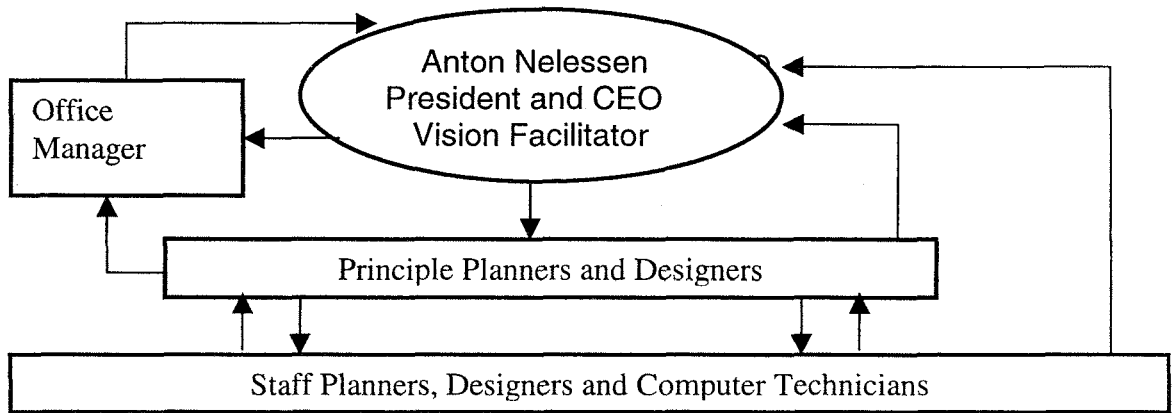 Anton Nelessen
President and CEO
Vision Facilitator
Office
Manager
Principle Planners and Designers
Staff Planners, Designers and Computer Technicians